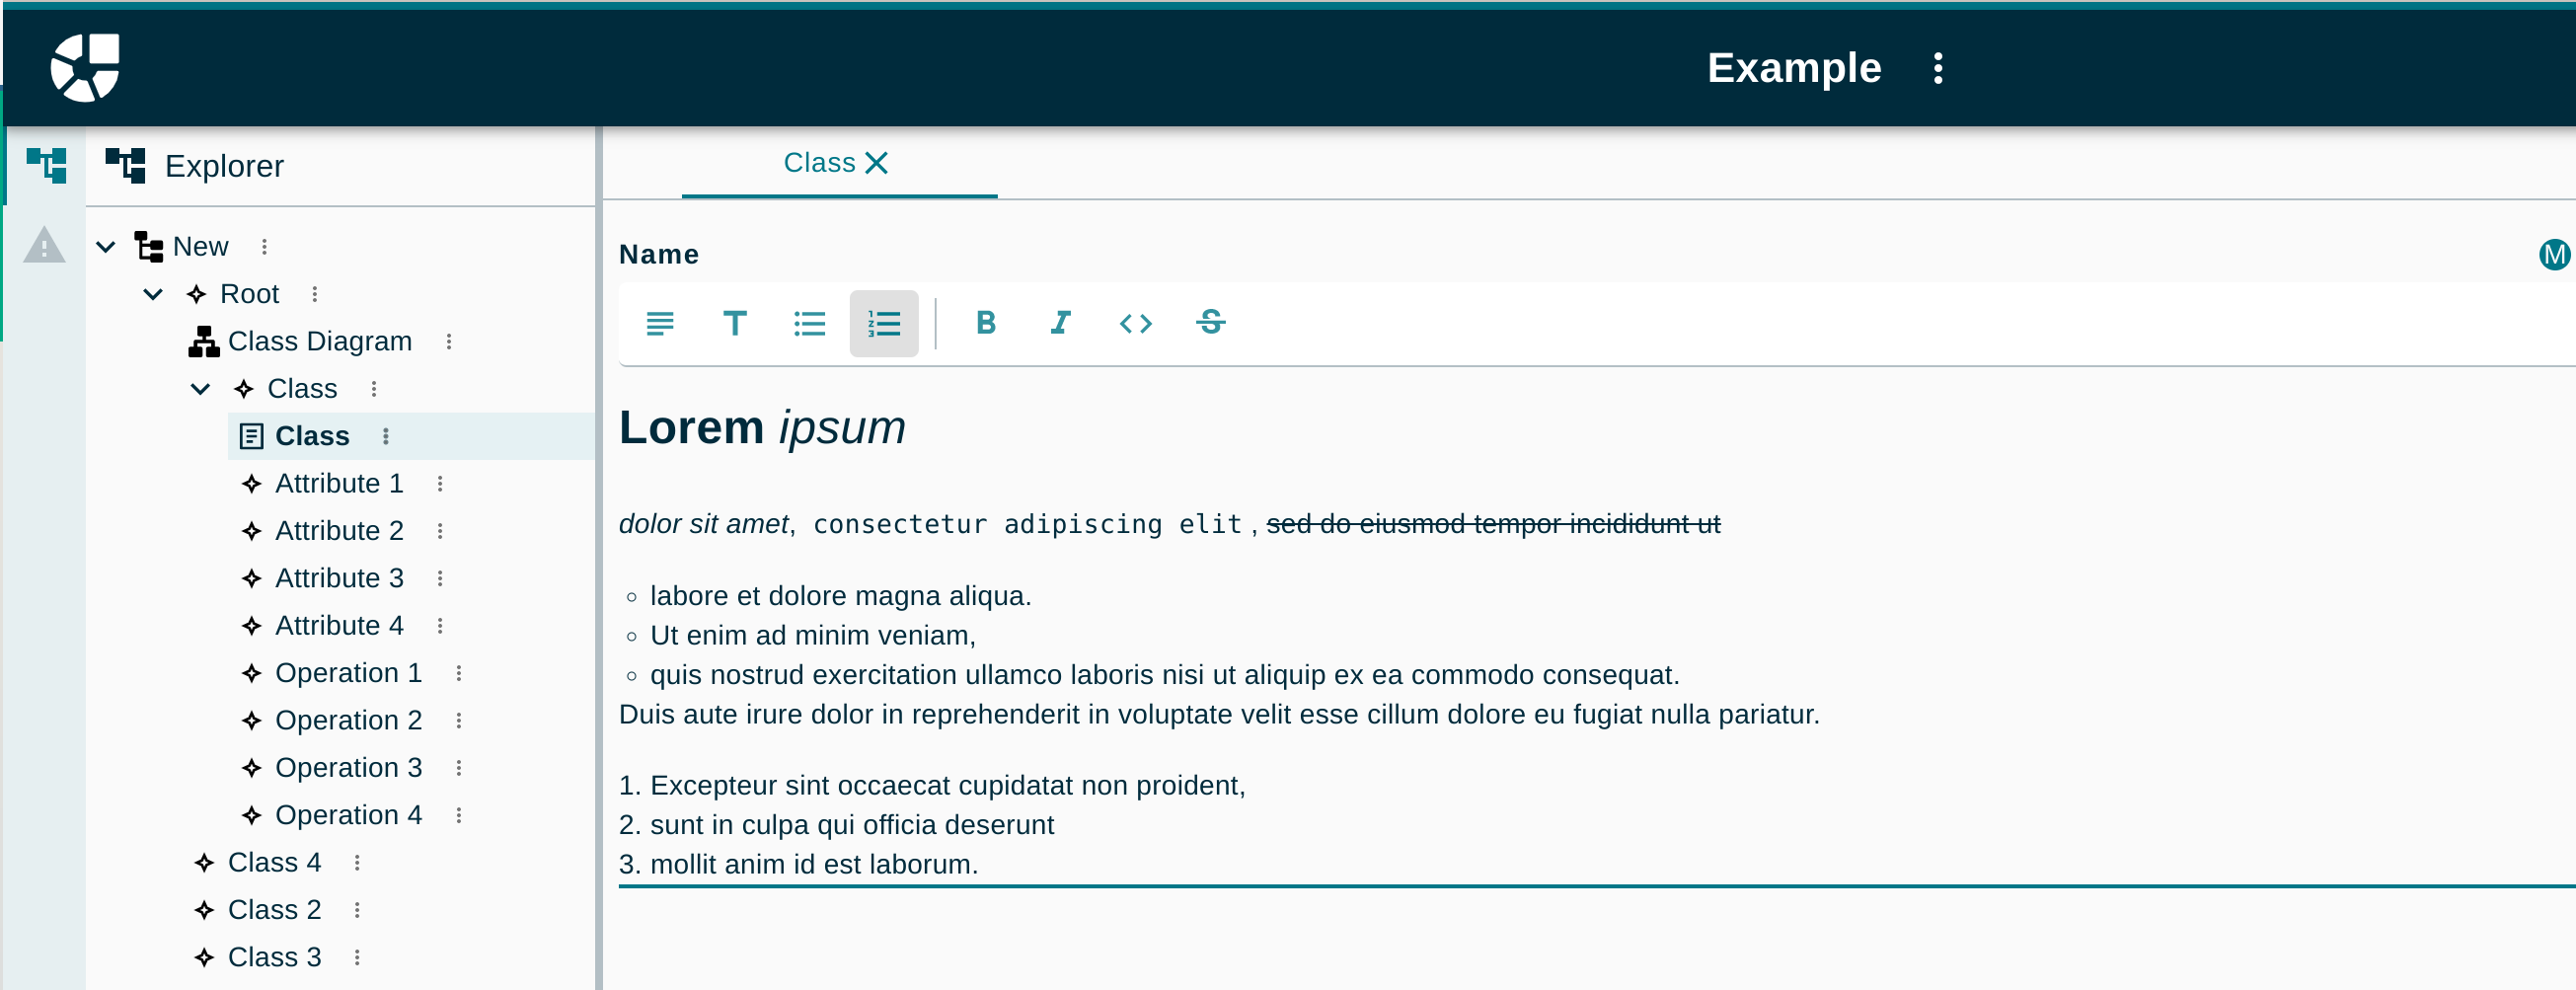 Example
Explorer
New
Root
Class Diagram
Class
Class
Attribute 1
Attribute 2
Attribute 3
Attribute 4
Operation 1
Operation 2
Operation 3
Operation 4
Class 4
Class 2
Class 3
Class
Name
M
Lorem ipsum
dolor sit amet, consectetur adipiscing elit , sed do eiusmod tempor incididunt ut
labore et dolore magna aliqua.
Ut enim ad minim veniam,
quis nostrud exercitation ullamco laboris nisi ut aliquip ex ea commodo consequat.
Duis aute irure dolor in reprehenderit in voluptate velit esse cillum dolore eu fugiat nulla pariatur.
1. Excepteur sint occaecat cupidatat non proident,
2. sunt in culpa qui officia deserunt
3. mollit anim id est laborum.